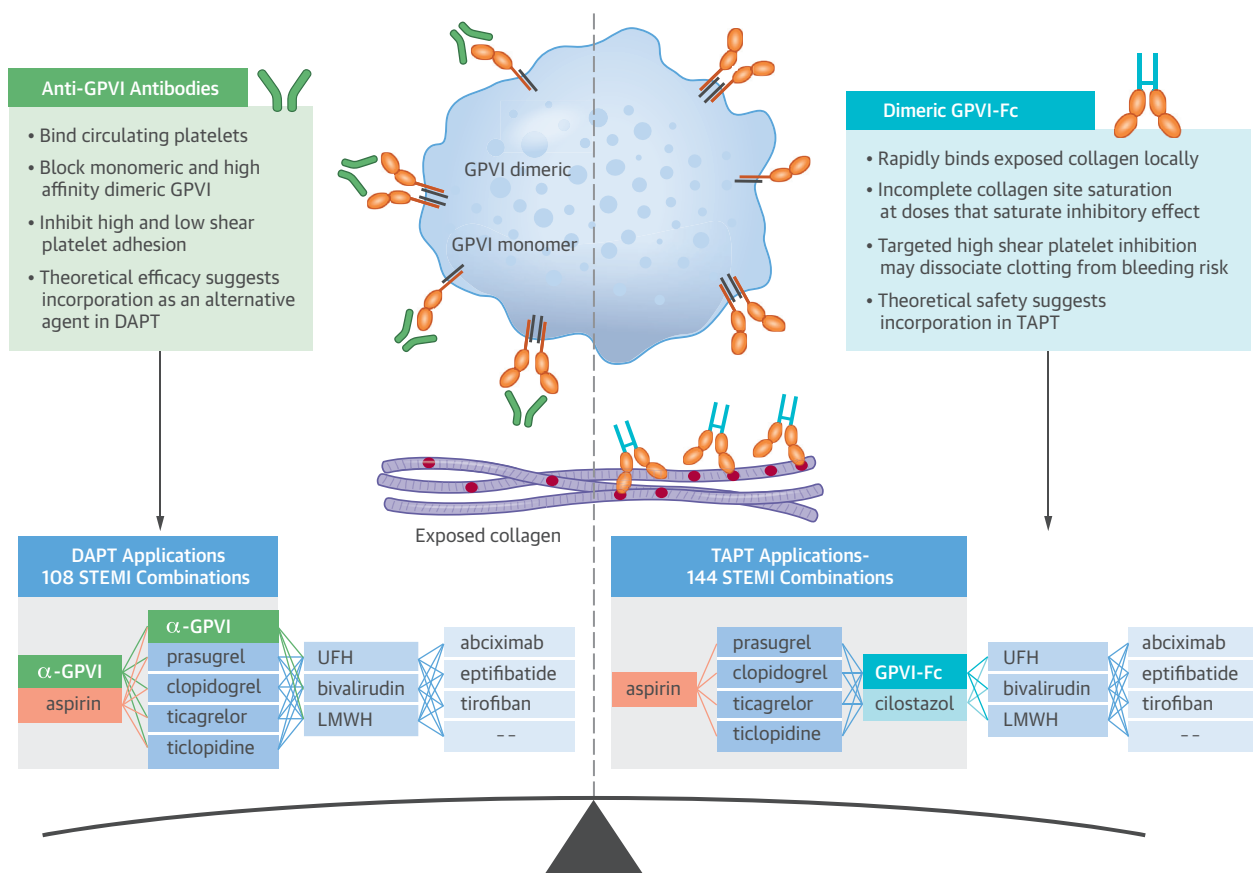 Anti-GPVI Antibodies
• Bind circulating platelets
• Block monomeric and high
affinity dimeric GPVI
• Inhibit high and low shear
platelet adhesion
• Theoretical efficacy suggests
incorporation as an alternative
agent in DAPT
GPVI dimeric
GPVI monomer
Dimeric GPVI-Fc
• Rapidly binds exposed collagen locally
• Incomplete collagen site saturation
at doses that saturate inhibitory effect
• Targeted high shear platelet inhibition
may dissociate clotting from bleeding risk
• Theoretical safety suggests
incorporation in TAPT
Exposed collagen
DAPT Applications
108 STEMI Combinations
α-GPVI
aspirin
α-GPVI
prasugrel
clopidogrel
ticagrelor
ticlopidine
UFH
bivalirudin
LMWH
abciximab
eptifibatide
tirofiban
--
TAPT Applications-
144 STEMI Combinations
aspirin
prasugrel
clopidogrel
ticagrelor
ticlopidine
GPVI-Fc
cilostazol
UFH
bivalirudin
LMWH
abciximab
eptifibatide
tirofiban
--